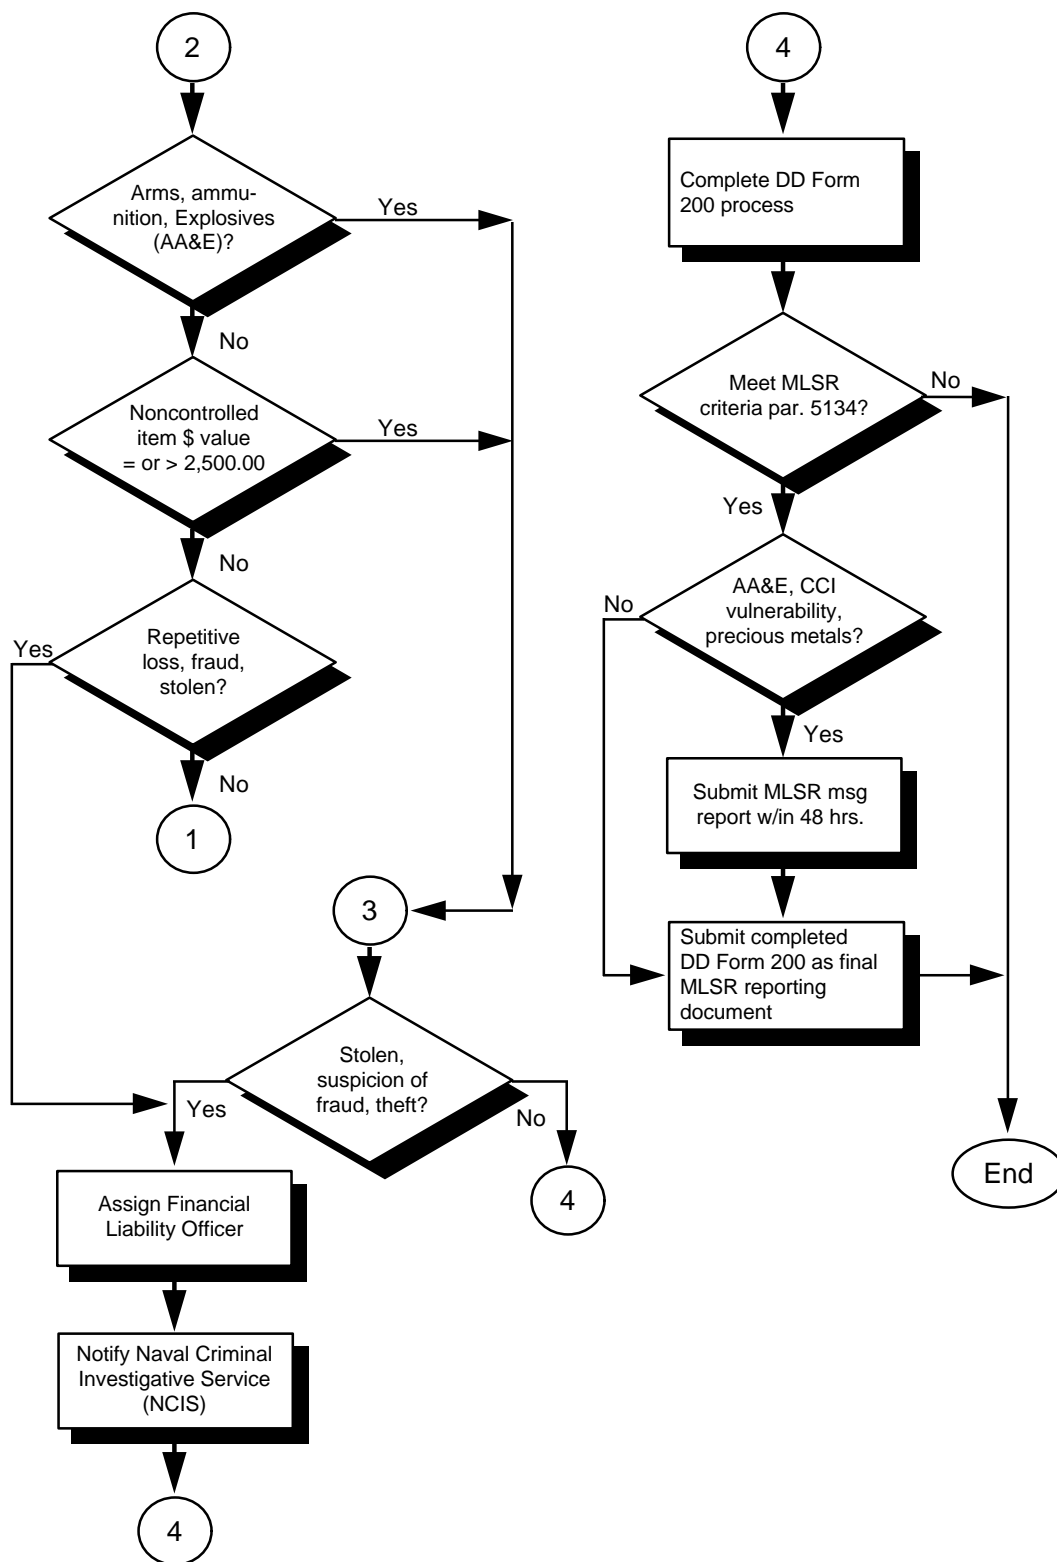 2
Arms, ammu-
nition, Explosives
(AA&E)?
Yes
No
Noncontrolled
item $ value
= or > 2,500.00
Yes
No
Repetitive
loss, fraud,
stolen?
Yes
No
1
3
Stolen,
suspicion of
fraud, theft?
Yes
No
4
Assign Financial
Liability Officer
Notify Naval Criminal
Investigative Service
(NCIS)
4
4
Complete DD Form
200 process
Meet MLSR
criteria par. 5134?
No
Yes
AA&E, CCI
vulnerability,
precious metals?
No
Yes
Submit MLSR msg
report w/in 48 hrs.
Submit completed
DD Form 200 as final
MLSR reporting
document
End